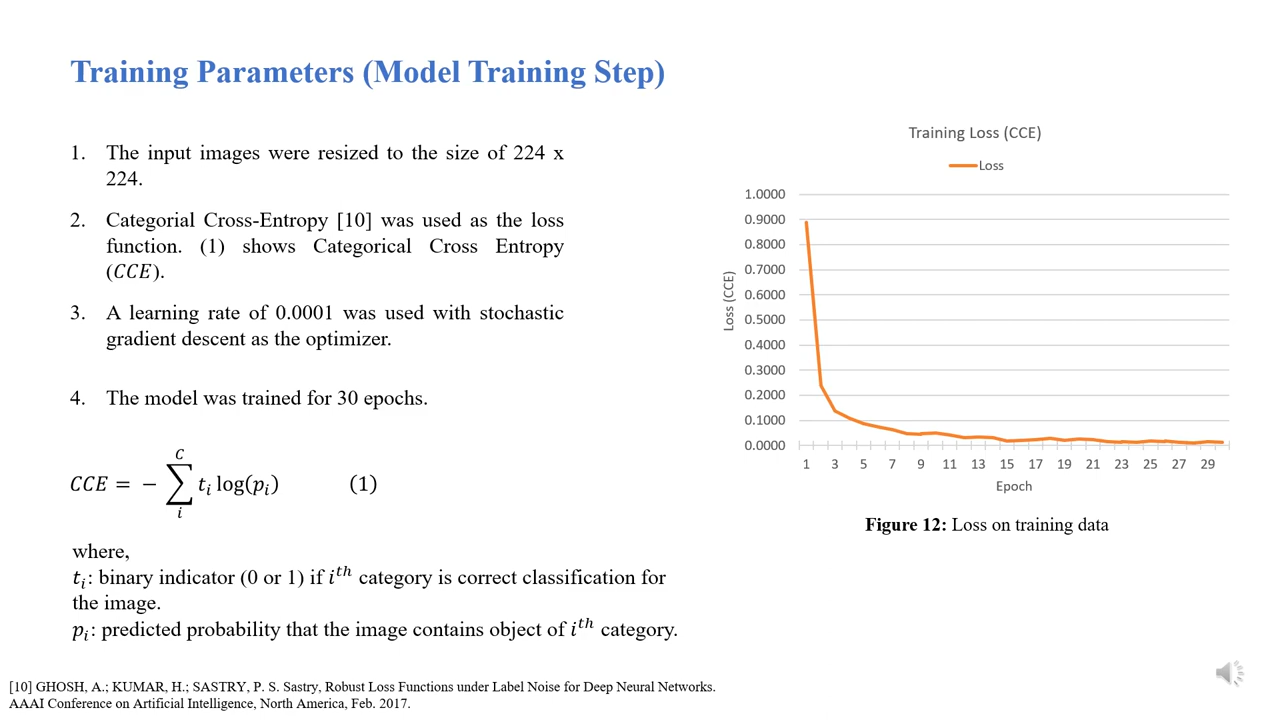 Training Parameters (Model Training Step)
1. The input images were resized to the size of 224 x
224.
2. Categorial Cross-Entropy [10] was used as the loss
function. (1) shows Categorical Cross Entropy
(CCE).
3. A learning rate of 0.0001 was used with stochastic
gradient descent as the optimizer.
4. The model was trained for 30 epochs.
CCE = − ∑_i^C t_i log(p_i) (1)
where,
t_i: binary indicator (0 or 1) if i^th category is correct classification for
the image.
p_i: predicted probability that the image contains object of i^th category.
Training Loss (CCE)
Loss
Loss (CCE)
1.0000
0.9000
0.8000
0.7000
0.6000
0.5000
0.4000
0.3000
0.2000
0.1000
0.0000
1 3 5 7 9 11 13 15 17 19 21 23 25 27 29
Epoch
Figure 12: Loss on training data
[10] GHOSH, A.; KUMAR, H.; SASTRY, P. S. Sastry, Robust Loss Functions under Label Noise for Deep Neural Networks.
AAAI Conference on Artificial Intelligence, North America, Feb. 2017.